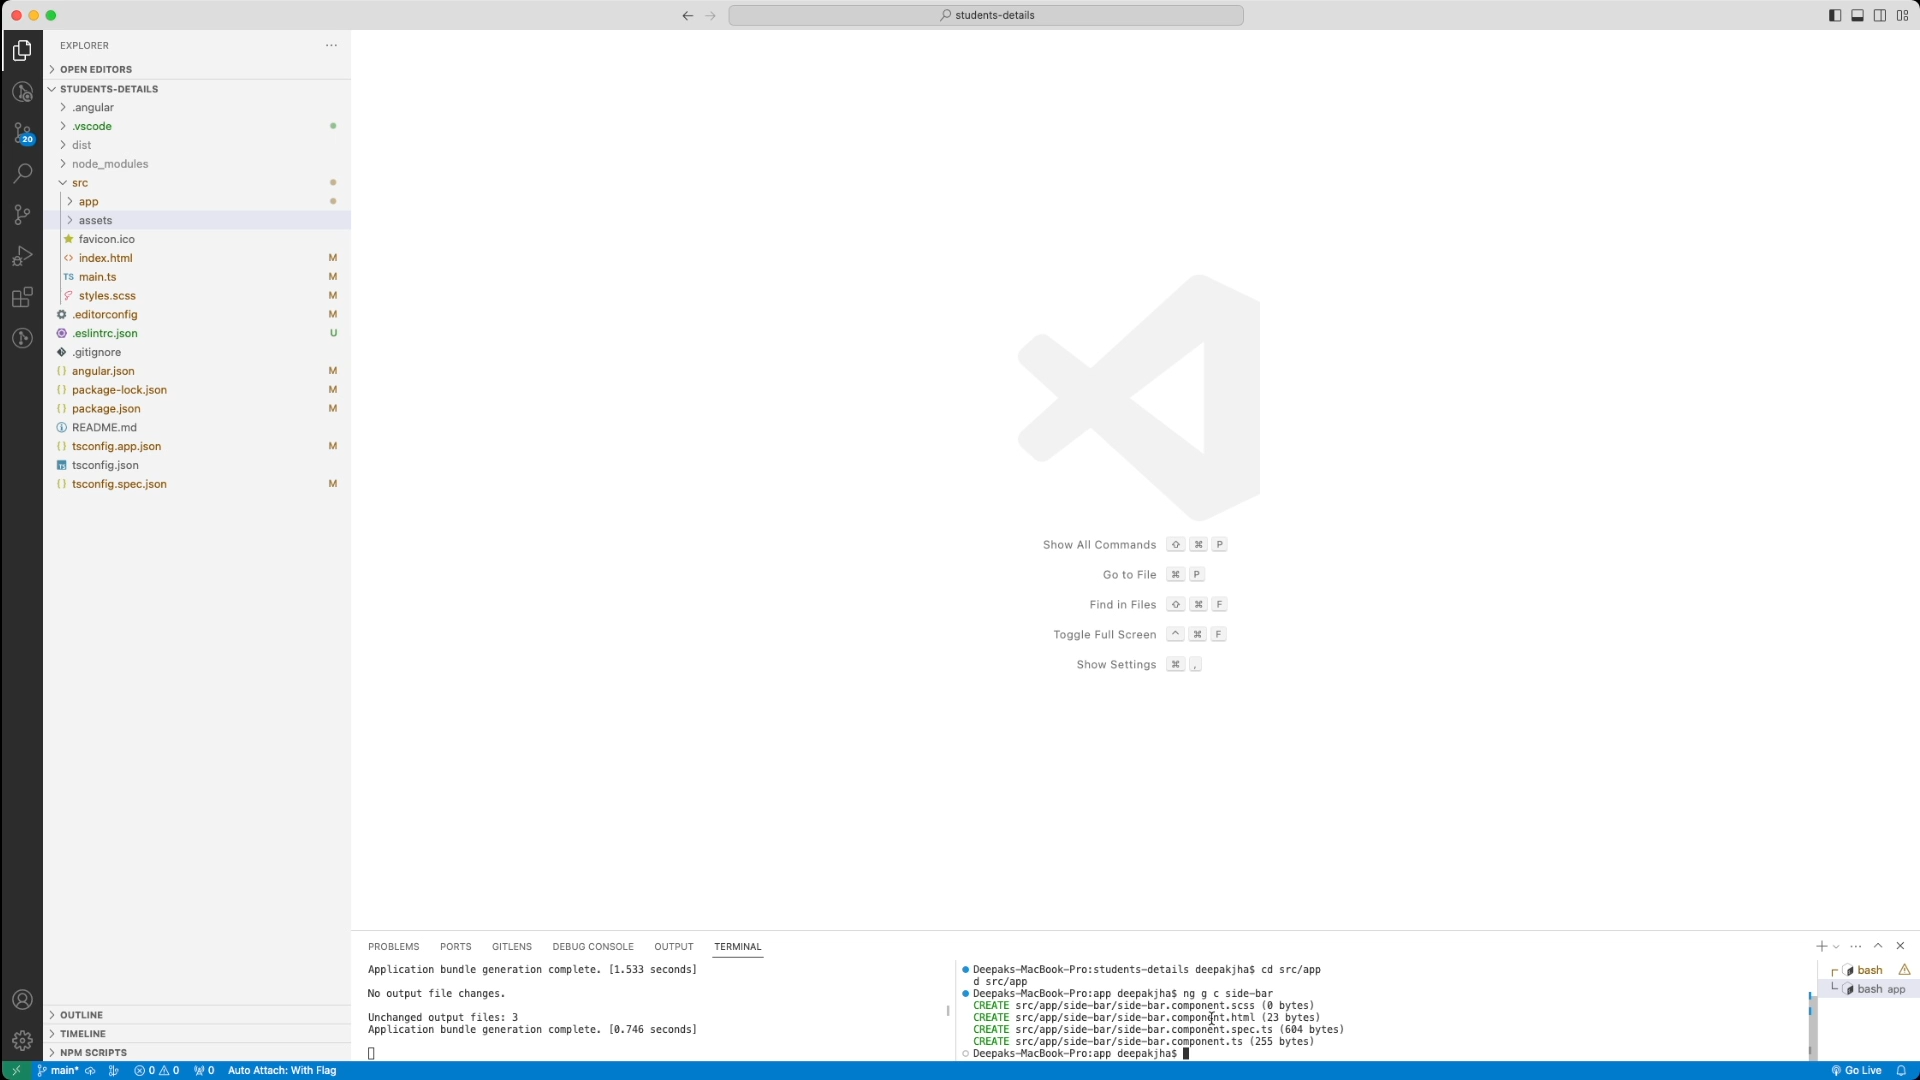 students-details
EXPLORER
OPEN EDITORS
STUDENTS-DETAILS
.angular
.vscode
20
dist
node_modules
src
app
assets
favicon.ico
index.html M
TS main.ts M
styles.scss M
.editorconfig M
.eslintrc.json U
.gitignore
angular.json M
package-lock.json M
package.json M
README.md
tsconfig.app.json M
tsconfig.json
tsconfig.spec.json M
Show All Commands ⇧ ⌘ P
Go to File ⌘ P
Find in Files ⇧ ⌘ F
Toggle Full Screen ^ ⌘ F
Show Settings ⌘ ,
PROBLEMS PORTS GITLENS DEBUG CONSOLE OUTPUT TERMINAL
Application bundle generation complete. [1.533 seconds]
No output file changes.
Unchanged output files: 3
Application bundle generation complete. [0.746 seconds]
Deepaks-MacBook-Pro:students-details deepakjha$ cd src/app
d src/app
Deepaks-MacBook-Pro:app deepakjha$ ng g c side-bar
CREATE src/app/side-bar/side-bar.component.scss (0 bytes)
CREATE src/app/side-bar/side-bar.component.html (23 bytes)
CREATE src/app/side-bar/side-bar.component.spec.ts (604 bytes)
CREATE src/app/side-bar/side-bar.component.ts (255 bytes)
Deepaks-MacBook-Pro:app deepakjha$
bash
bash app
OUTLINE
TIMELINE
NPM SCRIPTS
main* 0 0 0 Auto Attach: With Flag Go Live